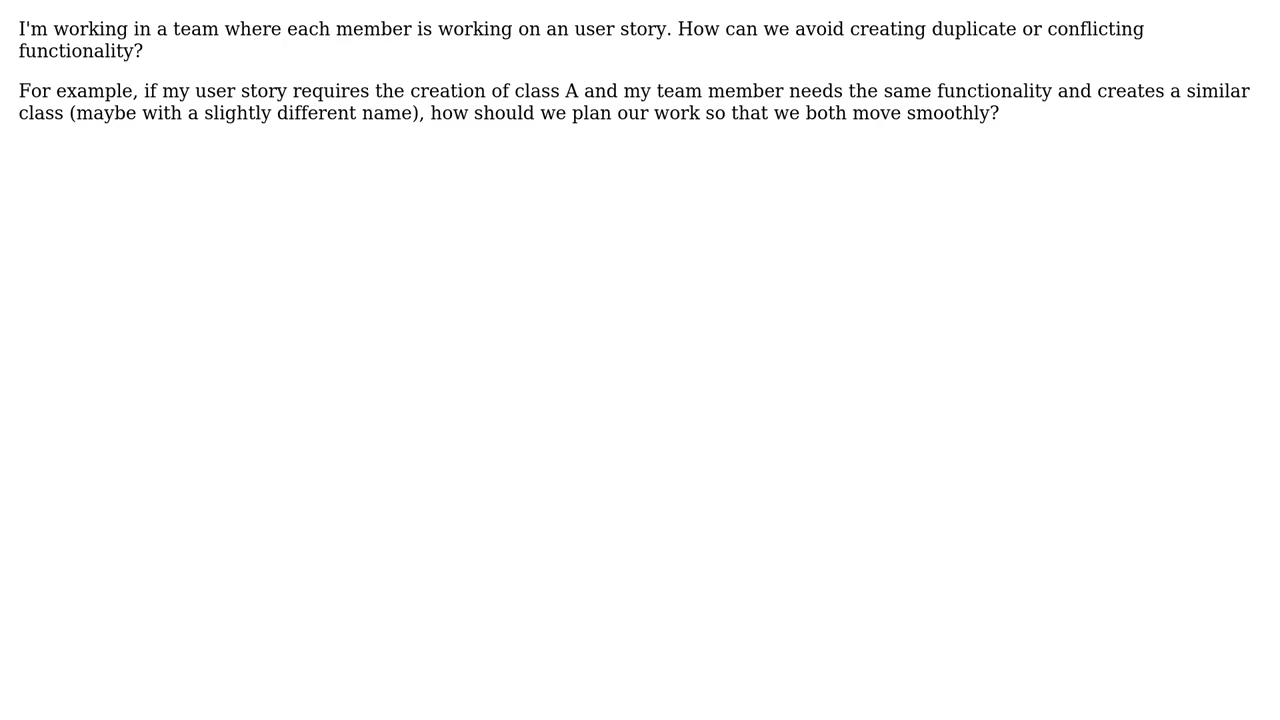 I'm working in a team where each member is working on an user story. How can we avoid creating duplicate or conflicting
functionality?
For example, if my user story requires the creation of class A and my team member needs the same functionality and creates a similar
class (maybe with a slightly different name), how should we plan our work so that we both move smoothly?